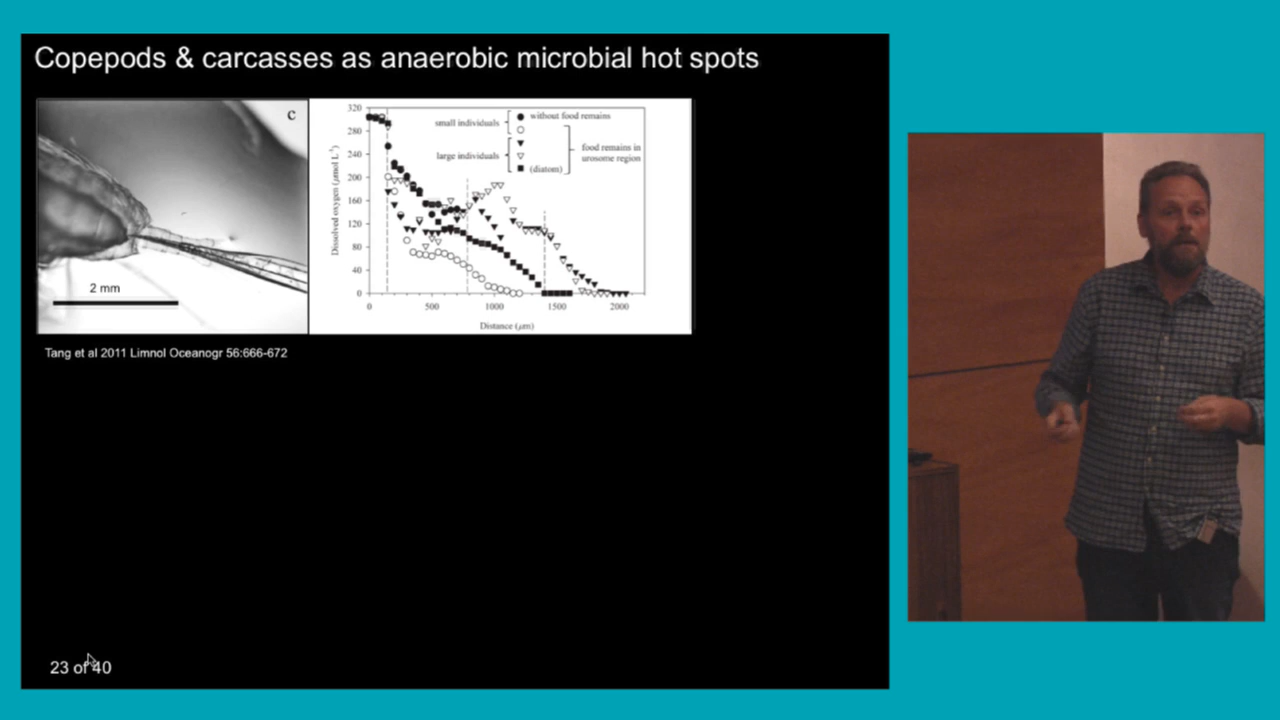 Copepods & carcasses as anaerobic microbial hot spots
c
2 mm
320
280
240
200
160
120
80
40
0
Dissolved oxygen (μmol L⁻¹)
small individuals
without food remains
large individuals
food remains in
urosome region
(diatom)
0
500
1000
1500
2000
Distance (μm)
Tang et al 2011 Limnol Oceanogr 56:666-672
23 of 40